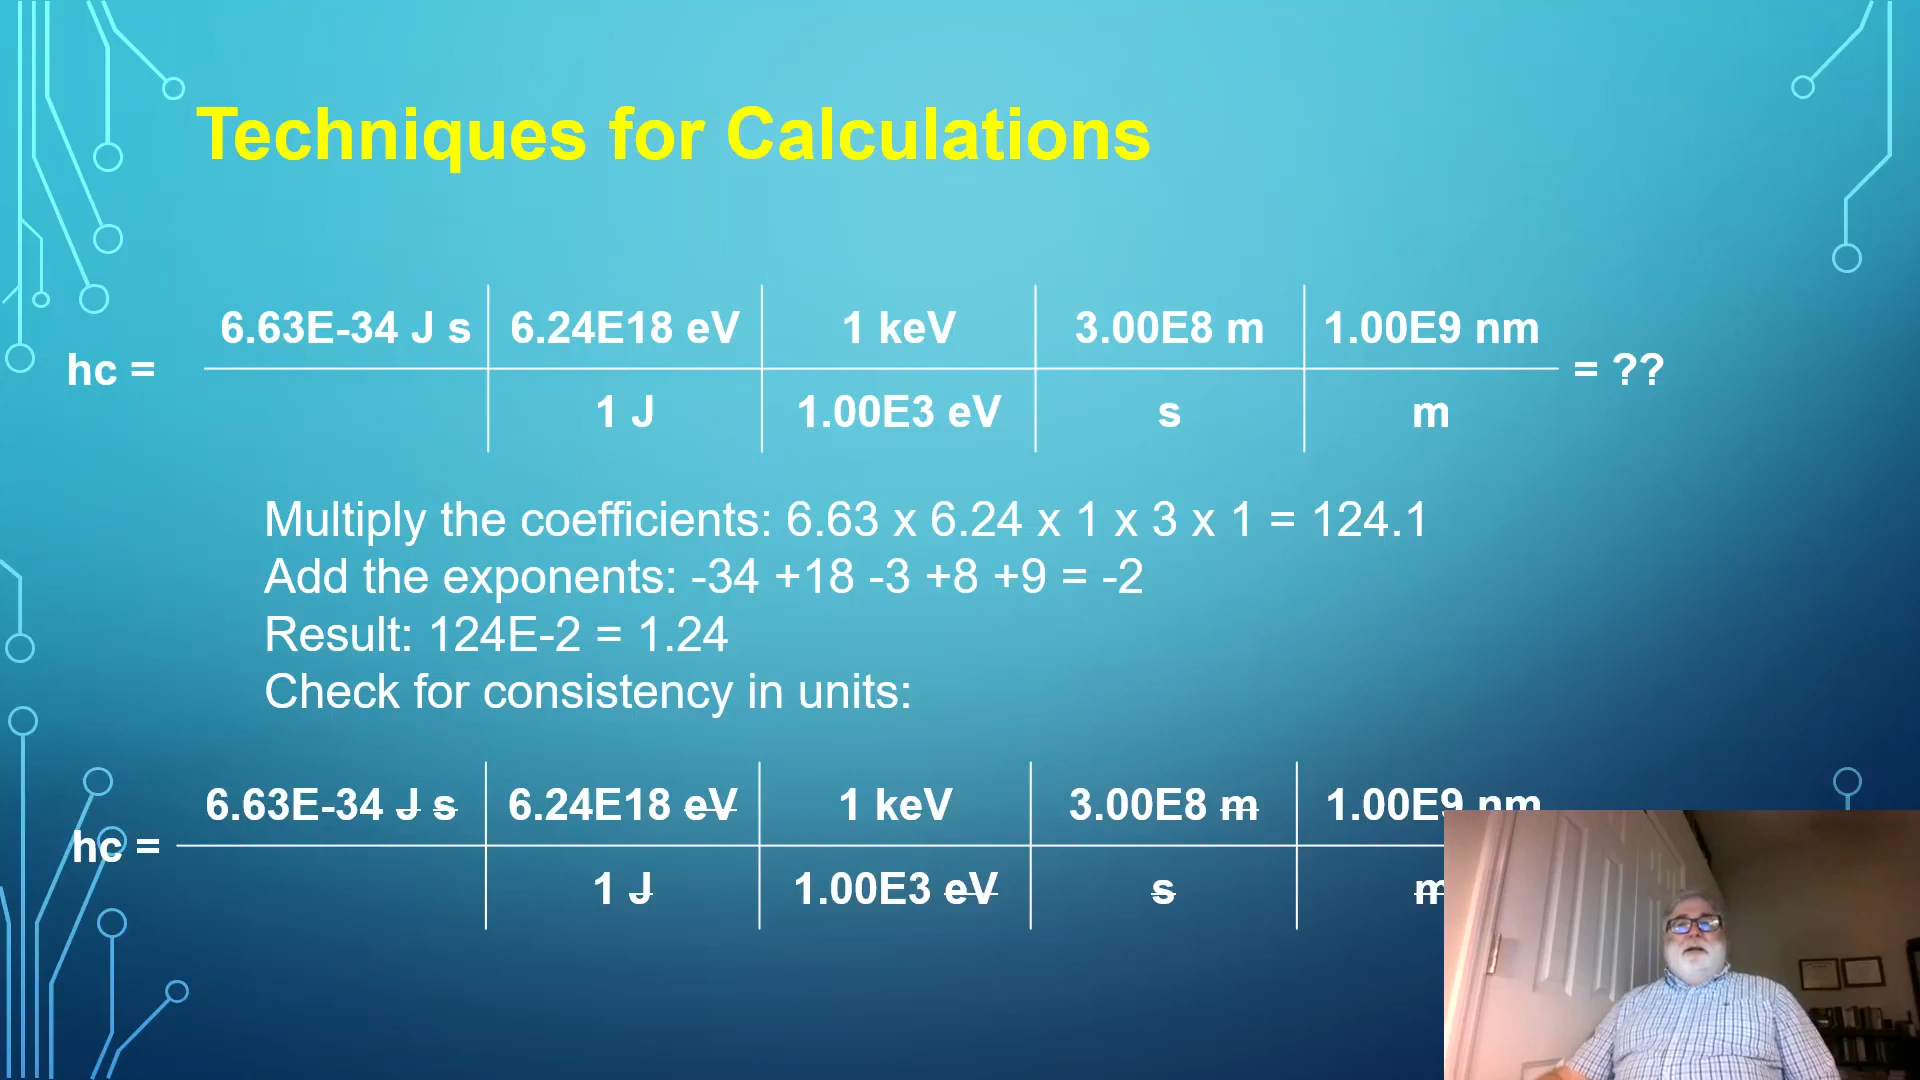 Techniques for Calculations
6.63E-34 J s 6.24E18 eV 1 keV 3.00E8 m 1.00E9 nm
hc = = ??
1 J 1.00E3 eV s m
Multiply the coefficients: 6.63 x 6.24 x 1 x 3 x 1 = 124.1
Add the exponents: -34 +18 -3 +8 +9 = -2
Result: 124E-2 = 1.24
Check for consistency in units:
6.63E-34 J s 6.24E18 eV 1 keV 3.00E8 m 1.00E9 nm
hc =
1 J 1.00E3 eV s m